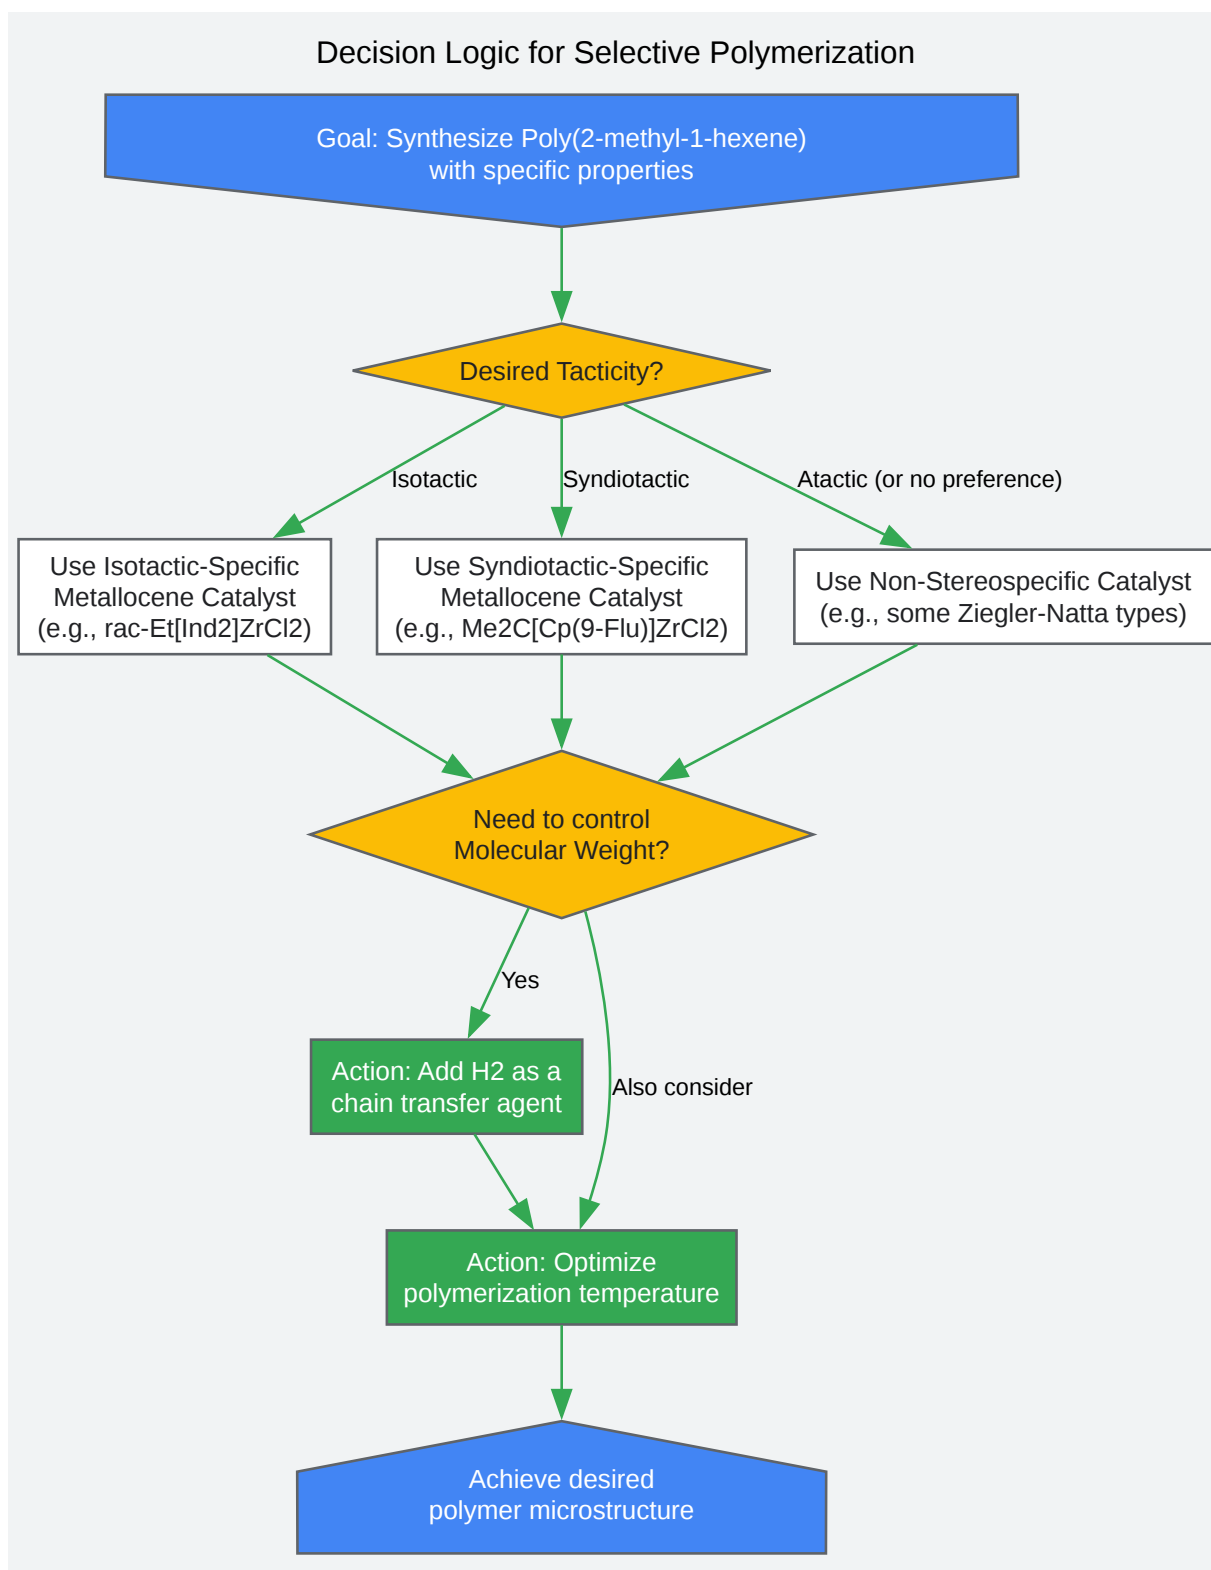 Decision Logic for Selective Polymerization
Goal: Synthesize Poly(2-methyl-1-hexene)
with specific properties
Desired Tacticity?
Isotactic
Syndiotactic
Atactic (or no preference)
Use Isotactic-Specific
Metallocene Catalyst
(e.g., rac-Et[Ind2]ZrCl2)
Use Syndiotactic-Specific
Metallocene Catalyst
(e.g., Me2C[Cp(9-Flu)]ZrCl2)
Use Non-Stereospecific Catalyst
(e.g., some Ziegler-Natta types)
Need to control
Molecular Weight?
Yes
Action: Add H2 as a
chain transfer agent
Also consider
Action: Optimize
polymerization temperature
Achieve desired
polymer microstructure